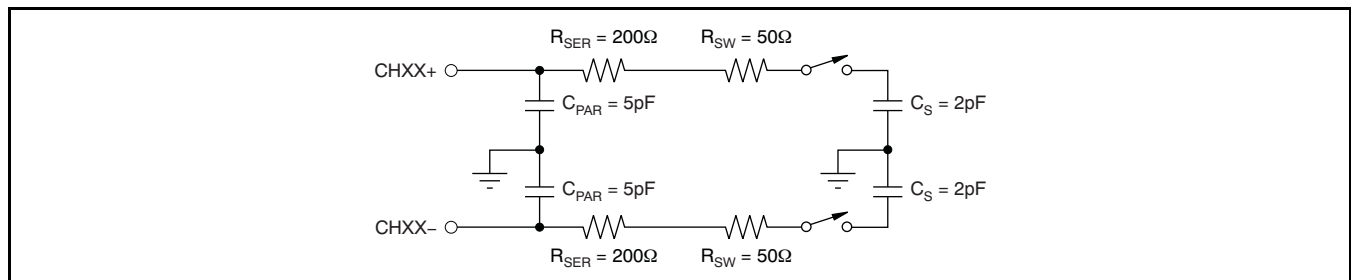 R_SER = 200Ω R_SW = 50Ω
CHXX+
C_PAR = 5pF C_S = 2pF
C_PAR = 5pF C_S = 2pF
CHXX–
R_SER = 200Ω R_SW = 50Ω